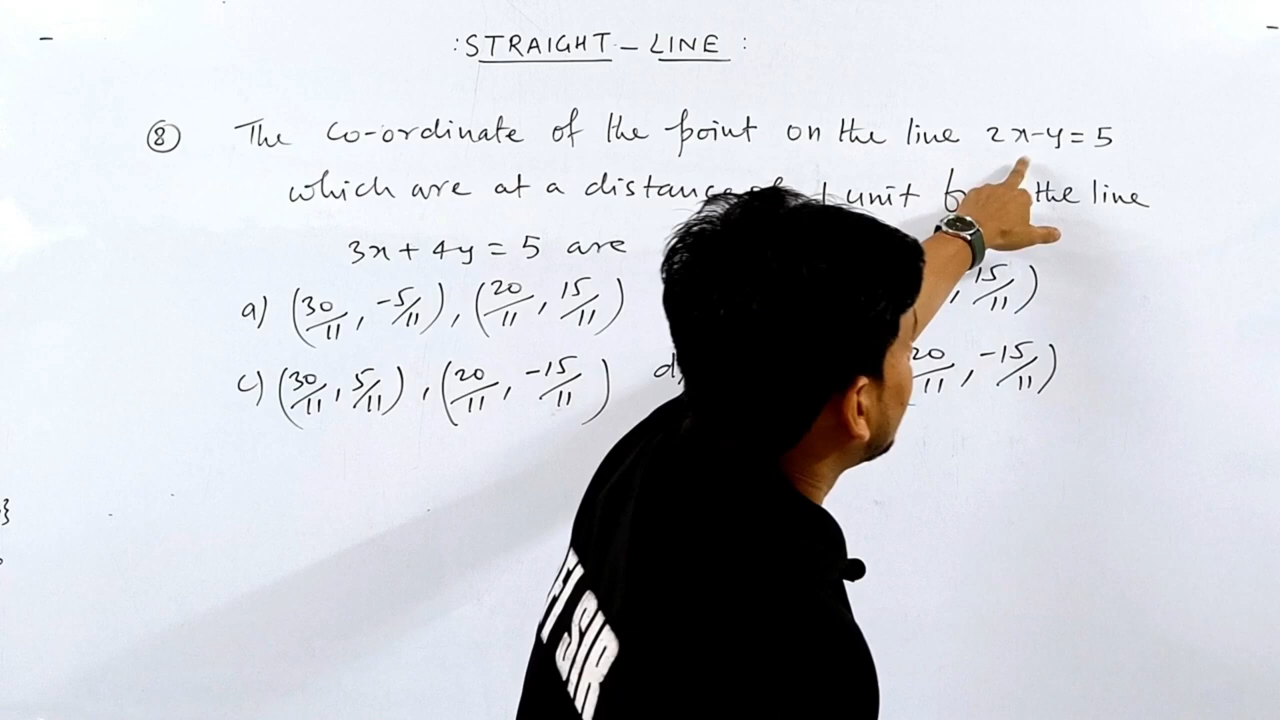 : STRAIGHT - LINE :
⑧ The co-ordinate of the point on the line 2x-y=5
which are at a distance 1 unit the line
3x + 4y = 5 are
a) (30/11, -5/11), (20/11, 15/11) , 15/11)
c) (30/11, 5/11), (20/11, -15/11) d) 20/11, -15/11)
}
SIR